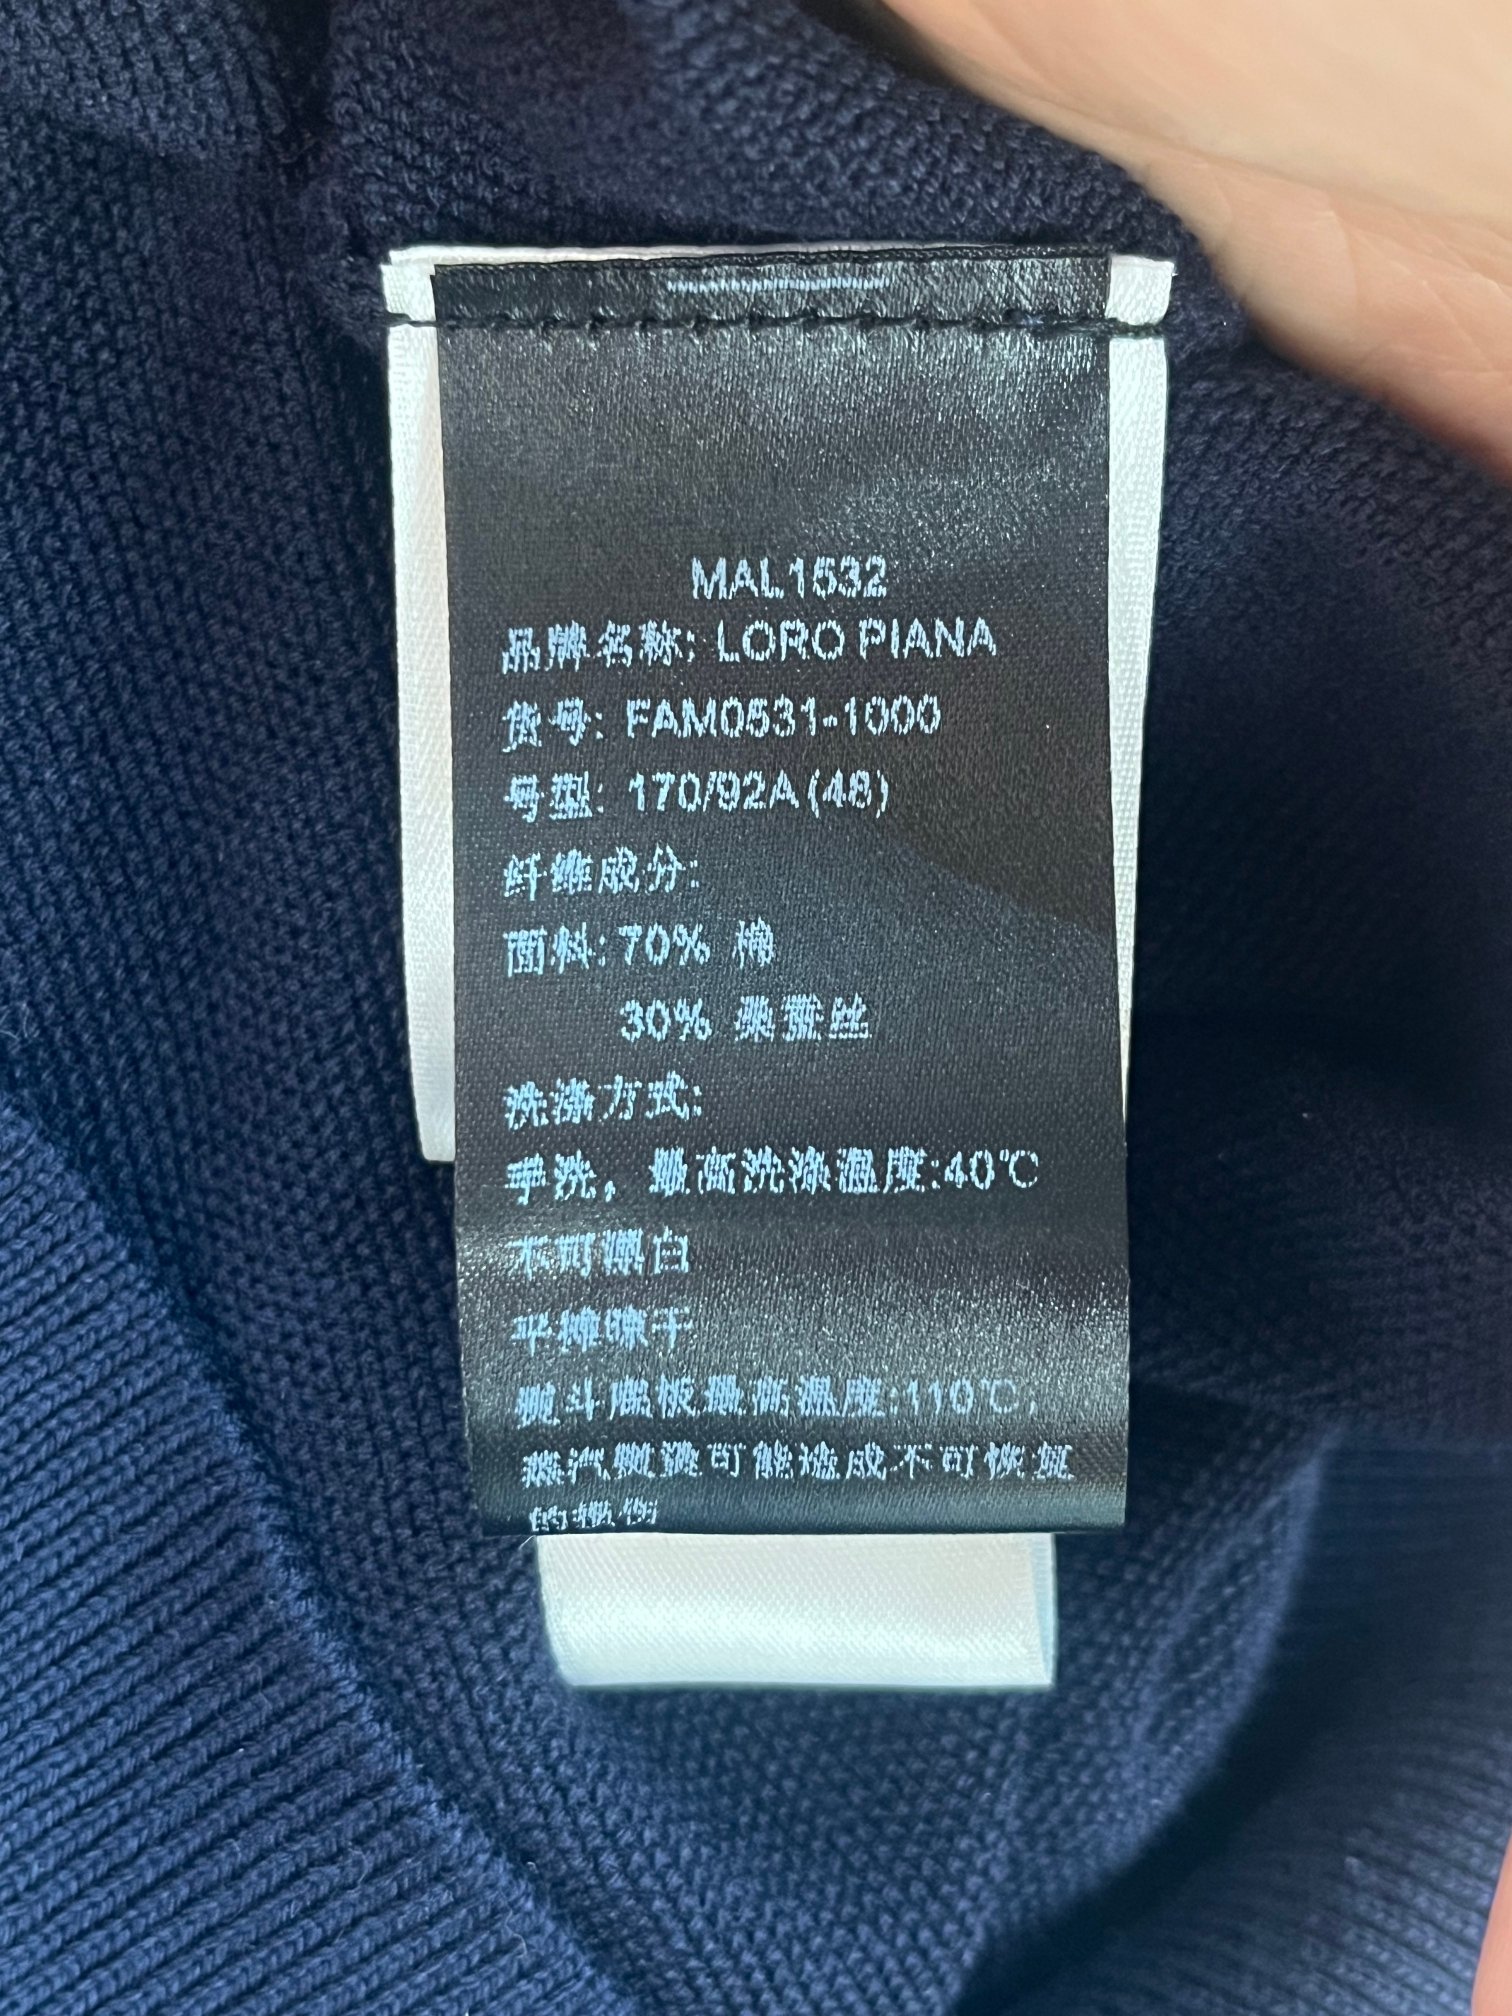 MAL1532
品牌名称: LORO PIANA
货号: FAM0531-1000
号型: 170/92A (48)
纤维成分:
面料: 70% 棉
30% 桑蚕丝
洗涤方式:
手洗，最高洗涤温度:40℃
不可漂白
平摊晾干
熨斗底板最高温度:110℃,
蒸汽熨烫可能造成不可恢复
的损伤